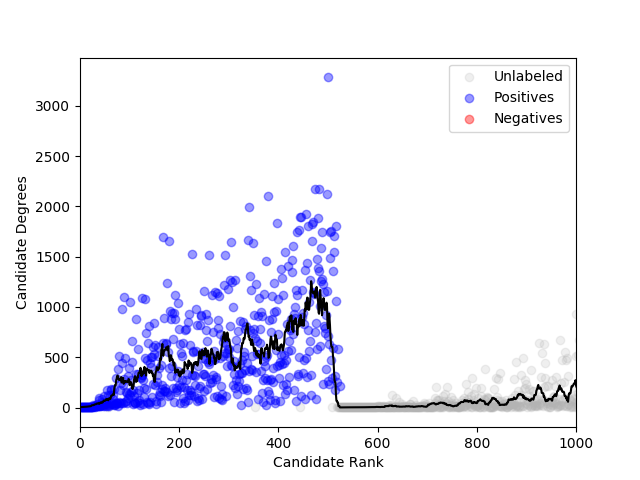 Unlabeled
Positives
Negatives
3000
2500
2000
1500
1000
500
0
Candidate Degrees
0 200 400 600 800 1000
Candidate Rank